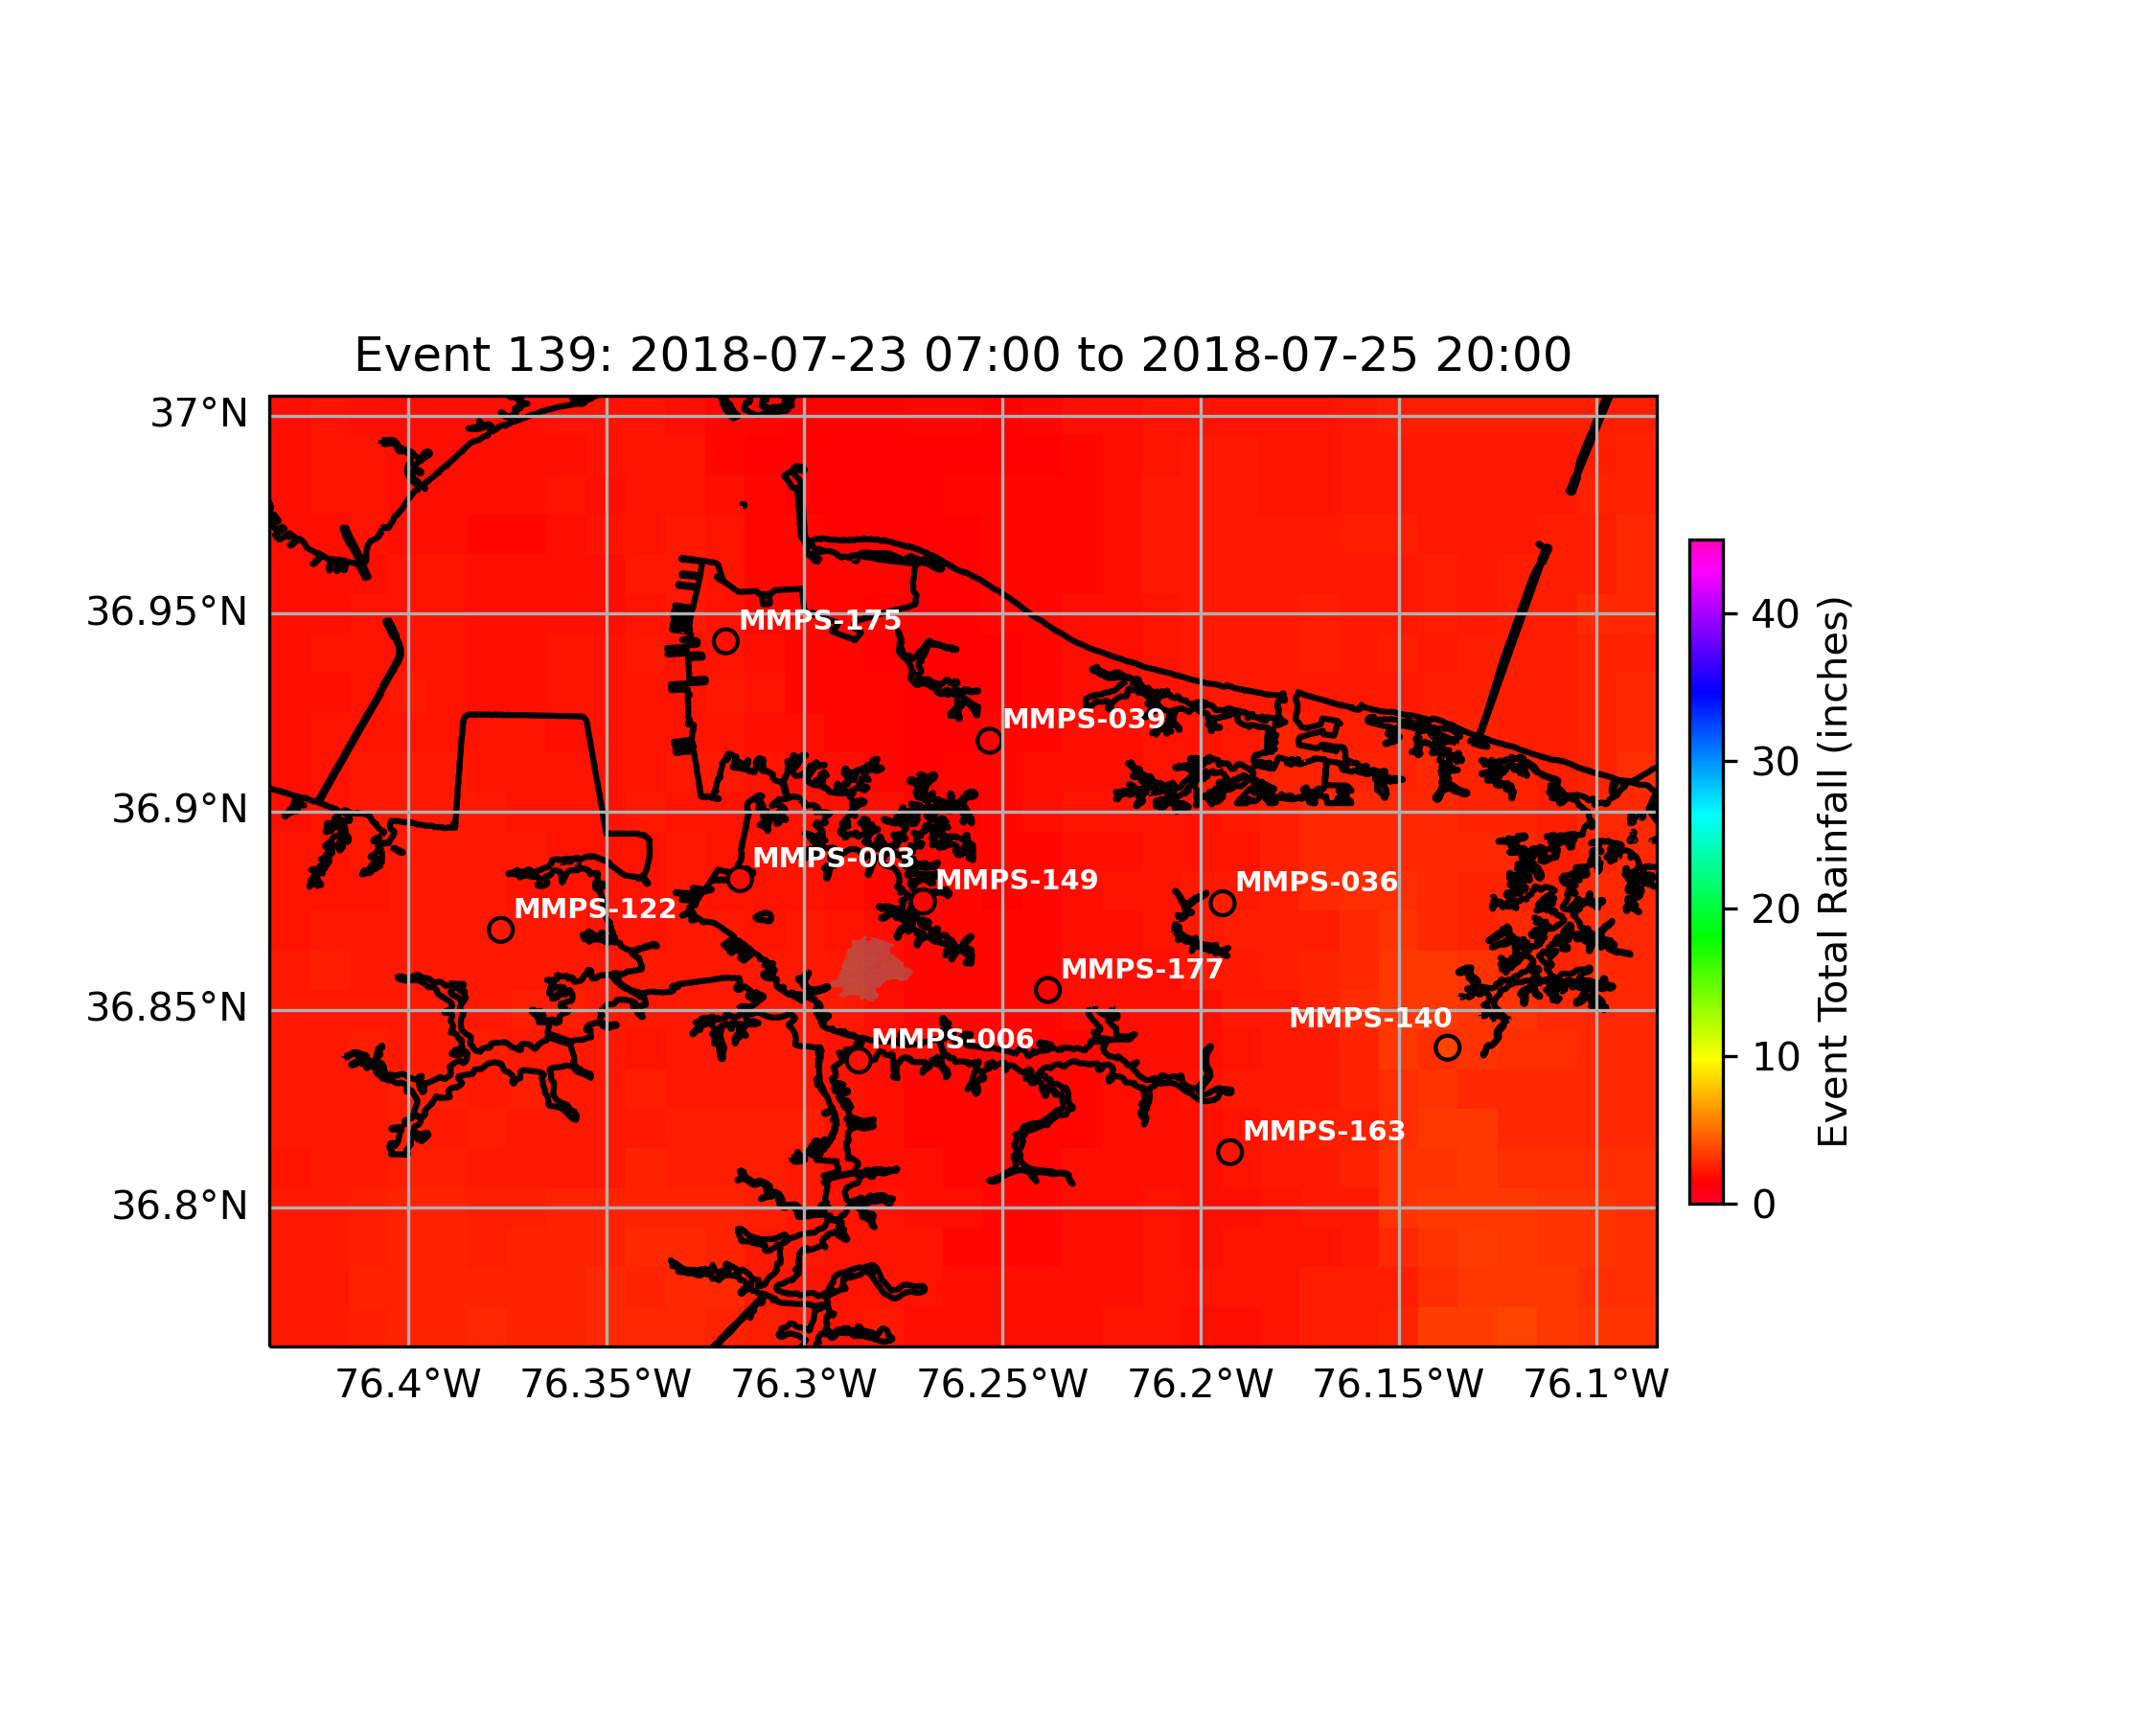 Event 139: 2018-07-23 07:00 to 2018-07-25 20:00
37°N
36.95°N
36.9°N
36.85°N
36.8°N
MMPS-175
MMPS-039
MMPS-003
MMPS-149
MMPS-036
MMPS-122
MMPS-177
MMPS-140
MMPS-006
MMPS-163
76.4°W
76.35°W
76.3°W
76.25°W
76.2°W
76.15°W
76.1°W
40
30
20
10
0
Event Total Rainfall (inches)